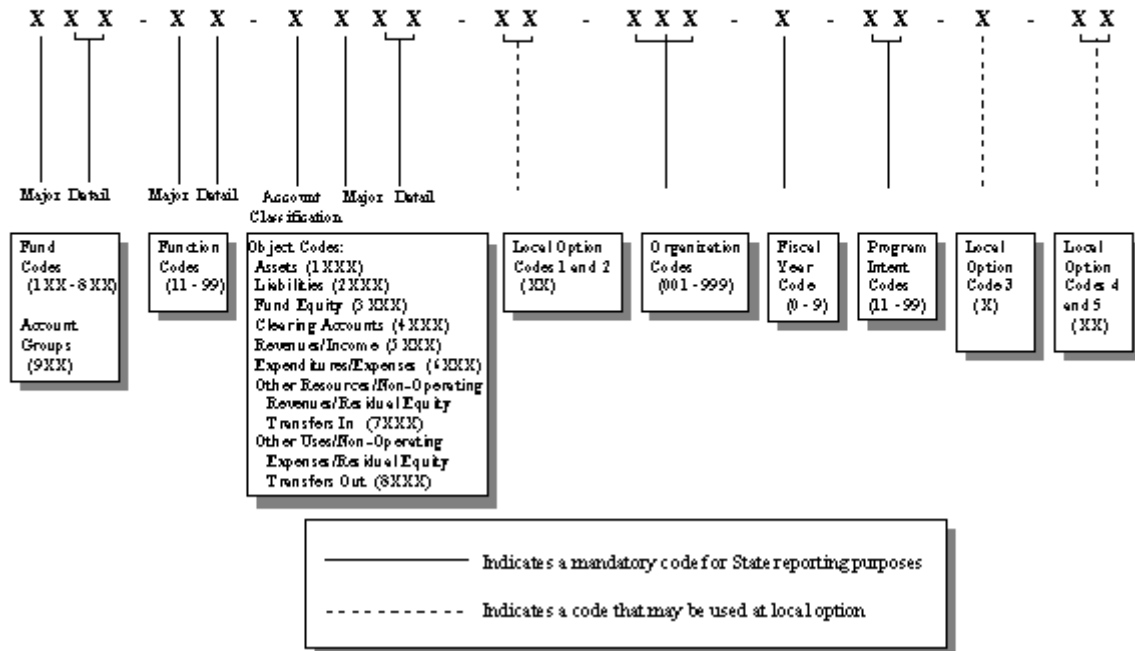 X X X - X X - X X X X - X X - X X X - X - X X - X - X X
Major Detail
Major Detail
Account Classification
Major Detail
Fund
Codes
(1XX - 8XX)
Account
Groups
(9XX)
Function
Codes
(11 - 99)
Object Codes:
Assets (1XXX)
Liabilities (2XXX)
Fund Equity (3XXX)
Clearing Accounts (4XXX)
Revenues/Income (5XXX)
Expenditures/Expenses (6XXX)
Other Resources/Non-Operating
Revenues/Residual Equity
Transfers In (7XXX)
Other Uses/Non-Operating
Expenses/Residual Equity
Transfers Out (8XXX)
Local Option
Codes 1 and 2
(XX)
Organization
Codes
(001 - 999)
Fiscal
Year
Code
(0 - 9)
Program
Intent
Codes
(11 - 99)
Local
Option
Code 3
(X)
Local
Option
Codes 4
and 5
(XX)
Indicates a mandatory code for State reporting purposes
Indicates a code that may be used at local option